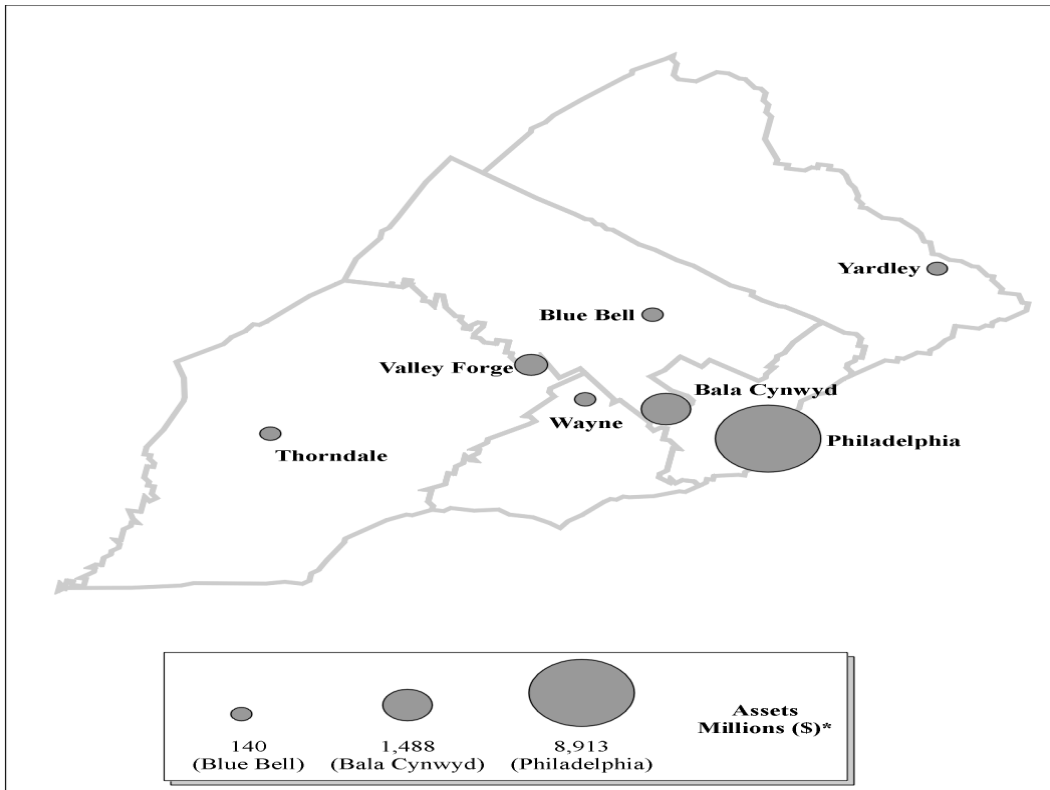 Yardley
Blue Bell
Valley Forge
Bala Cynwyd
Wayne
Philadelphia
Thorndale
Assets
Millions ($)*
140
(Blue Bell)
1,488
(Bala Cynwyd)
8,913
(Philadelphia)